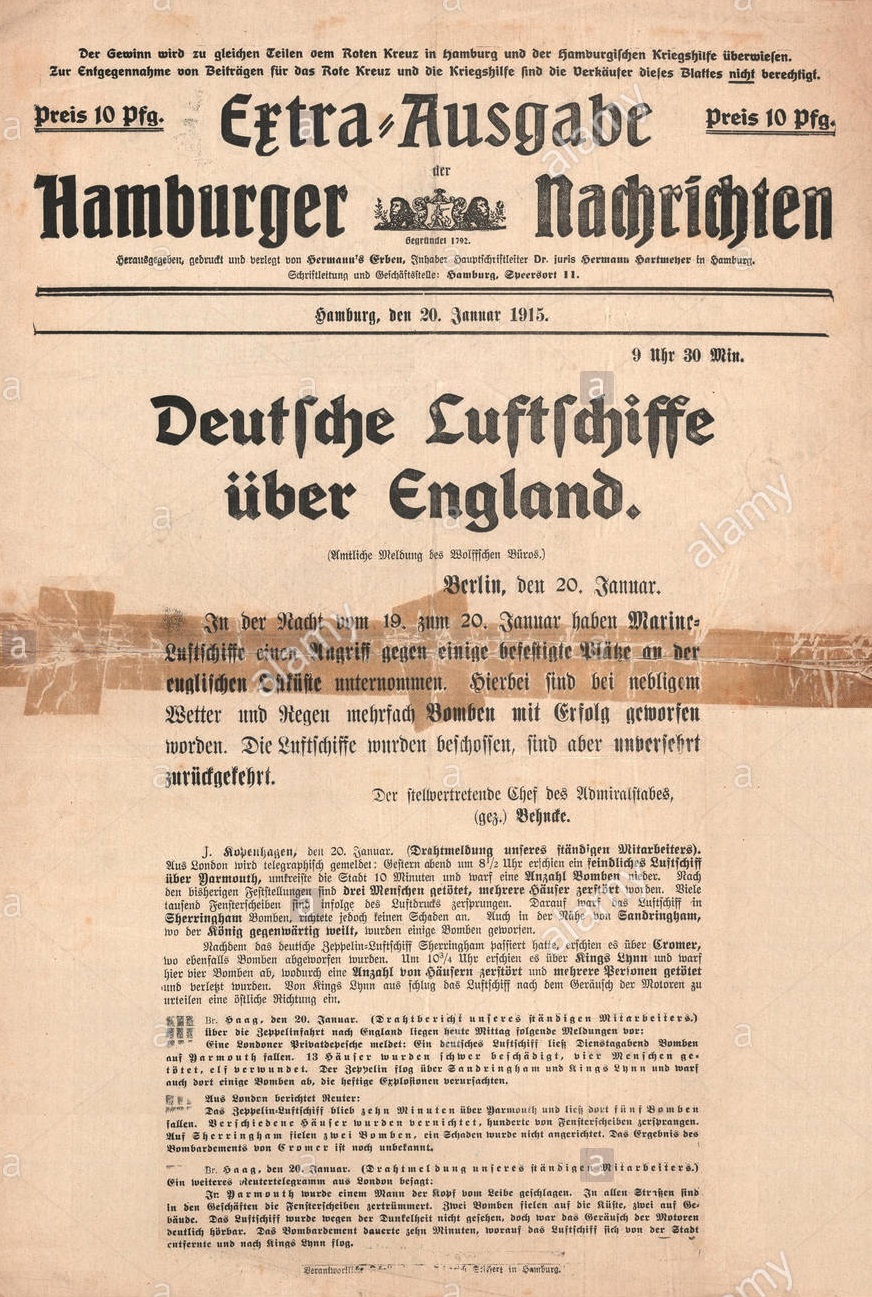 Der Gewinn wird zu gleichen Teilen dem Roten Kreuz in Hamburg und der Hamburgischen Kriegshilfe überwiesen.
Zur Entgegennahme von Beiträgen für das Rote Kreuz und die Kriegshilfe sind die Verkäufer dieses Blattes nicht berechtigt.
Preis 10 Pfg. Extra-Ausgabe Preis 10 Pfg.
der
Hamburger Nachrichten
Gegründet 1792.
Herausgegeben, gedruckt und verlegt von Hermann's Erben, Inhaber Hauptschriftleiter Dr. juris Hermann Hartmeyer in Hamburg.
Schriftleitung und Geschäftsstelle: Hamburg, Speersort 11.
Hamburg, den 20. Januar 1915.
9 Uhr 30 Min.
Deutsche Luftschiffe
über England.
(Amtliche Meldung des Wolffschen Büros.)
Berlin, den 20. Januar.
In der Nacht vom 19. zum 20. Januar haben Marine-
Luftschiffe einen Angriff gegen einige befestigte Plätze an der
englischen Ostküste unternommen. Hierbei sind bei nebligem
Wetter und Regen mehrfach Bomben mit Erfolg geworfen
worden. Die Luftschiffe wurden beschossen, sind aber unversehrt
zurückgekehrt.
Der stellvertretende Chef des Admiralstabes,
(gez.) Behncke.
J. Kopenhagen, den 20. Januar. (Drahtmeldung unseres ständigen Mitarbeiters).
Aus London wird telegraphisch gemeldet: Gestern abend um 8 1/2 Uhr erschien ein feindliches Luftschiff
über Yarmouth, umkreiste die Stadt 10 Minuten und warf eine Anzahl Bomben nieder. Nach
den bisherigen Feststellungen sind drei Menschen getötet, mehrere Häuser zerstört worden. Viele
tausend Fensterscheiben sind infolge des Luftdrucks zersprungen. Darauf warf das Luftschiff in
Sherringham Bomben, richtete jedoch keinen Schaden an. Auch in der Nähe von Sandringham,
wo der König gegenwärtig weilt, wurden einige Bomben geworfen.
Nachdem das deutsche Zeppelin-Luftschiff Sherringham passiert hatte, erschien es über Cromer,
wo ebenfalls Bomben abgeworfen wurden. Um 10 3/4 Uhr erschien es über Kings Lynn und warf
hier vier Bomben ab, wodurch eine Anzahl von Häusern zerstört und mehrere Personen getötet
und verletzt wurden. Von Kings Lynn aus schlug das Luftschiff nach dem Geräusch der Motoren zu
urteilen eine östliche Richtung ein.
Br. Haag, den 20. Januar. (Drahtbericht unseres ständigen Mitarbeiters.)
über die Zeppelinfahrt nach England liegen heute Mittag folgende Meldungen vor:
Eine Londoner Privatdepesche meldet: Ein deutsches Luftschiff ließ Dienstagabend Bomben
auf Yarmouth fallen. 13 Häuser wurden schwer beschädigt, vier Menschen ge-
tötet, elf verwundet. Der Zeppelin flog über Sandringham und Kings Lynn und warf
auch dort einige Bomben ab, die heftige Explosionen verursachten.
Aus London berichtet Reuter:
Das Zeppelin-Luftschiff blieb zehn Minuten über Yarmouth und ließ dort fünf Bomben
fallen. Verschiedene Häuser wurden vernichtet, hunderte von Fensterscheiben zersprangen.
Auf Sherringham fielen zwei Bomben, ein Schaden wurde nicht angerichtet. Das Ergebnis des
Bombardements von Cromer ist noch unbekannt.
Br. Haag, den 20. Januar. (Drahtmeldung unseres ständigen Mitarbeiters.)
Ein weiteres Reutertelegramm aus London besagt:
In Yarmouth wurde einem Mann der Kopf vom Leibe geschlagen. In allen Straßen sind
in den Geschäften die Fensterscheiben zertrümmert. Zwei Bomben fielen auf die Küste, zwei auf Ge-
bäude. Das Luftschiff wurde wegen der Dunkelheit nicht gesehen, doch war das Geräusch der Motoren
deutlich hörbar. Das Bombardement dauerte zehn Minuten, worauf das Luftschiff sich von der Stadt
entfernte und nach Kings Lynn flog.
in Hamburg.
alamy
alamy
alamy
alamy
alamy